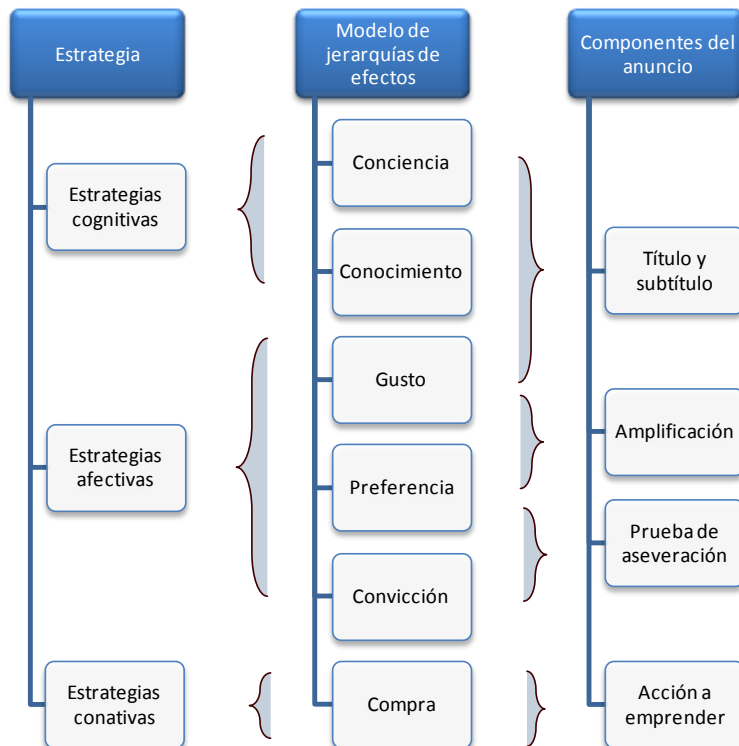 Estrategia
Modelo de
jerarquías de
efectos
Componentes del
anuncio
Estrategias
cognitivas
Estrategias
afectivas
Estrategias
conativas
Conciencia
Conocimiento
Gusto
Preferencia
Convicción
Compra
Título y
subtítulo
Amplificación
Prueba de
aseveración
Acción a
emprender